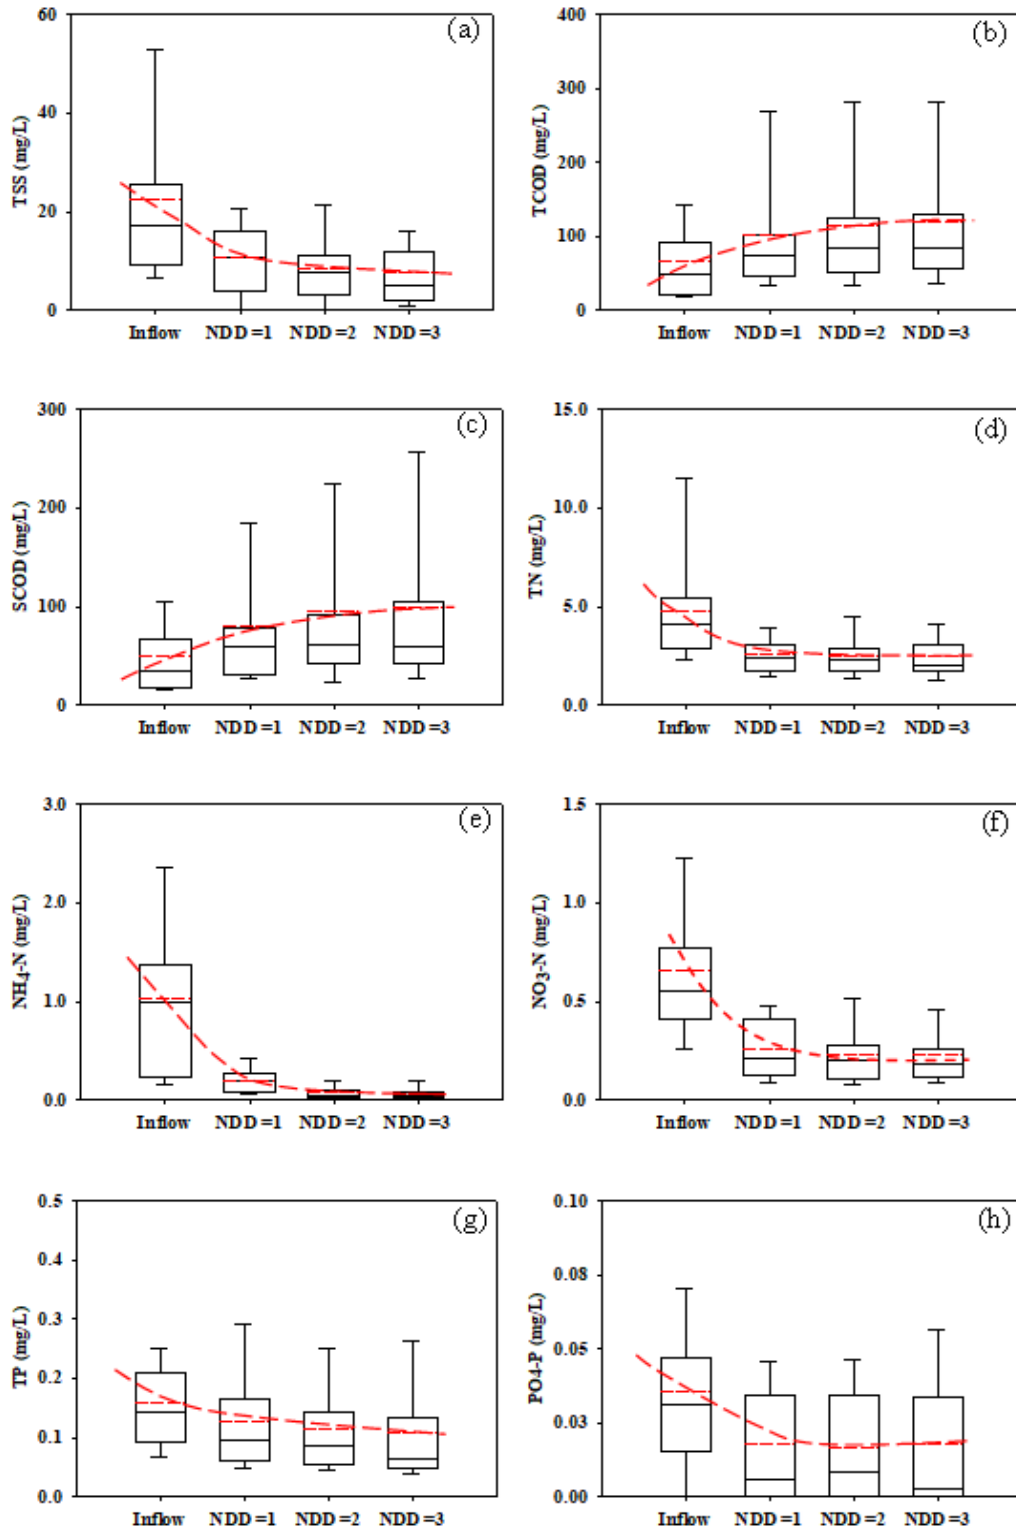 (a)
60
40
20
0
TSS (mg/L)
Inflow NDD=1 NDD=2 NDD=3
(b)
400
300
200
100
0
TCOD (mg/L)
Inflow NDD=1 NDD=2 NDD=3
(c)
300
200
100
0
SCOD (mg/L)
Inflow NDD=1 NDD=2 NDD=3
(d)
15.0
10.0
5.0
0.0
TN (mg/L)
Inflow NDD=1 NDD=2 NDD=3
(e)
3.0
2.0
1.0
0.0
NH4-N (mg/L)
Inflow NDD=1 NDD=2 NDD=3
(f)
1.5
1.0
0.5
0.0
NO3-N (mg/L)
Inflow NDD=1 NDD=2 NDD=3
(g)
0.5
0.4
0.3
0.2
0.1
0.0
TP (mg/L)
Inflow NDD=1 NDD=2 NDD=3
(h)
0.10
0.08
0.05
0.03
0.00
PO4-P (mg/L)
Inflow NDD=1 NDD=2 NDD=3